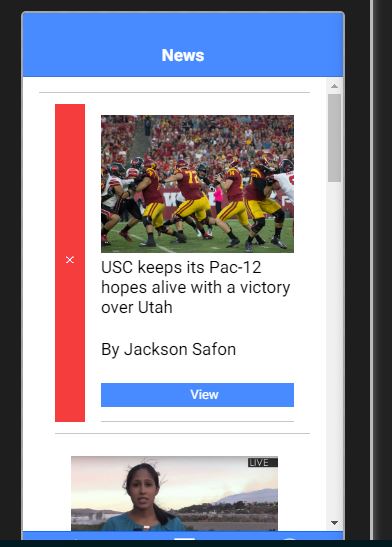 News
USC keeps its Pac-12
hopes alive with a victory
over Utah
By Jackson Safon
View
LIVE